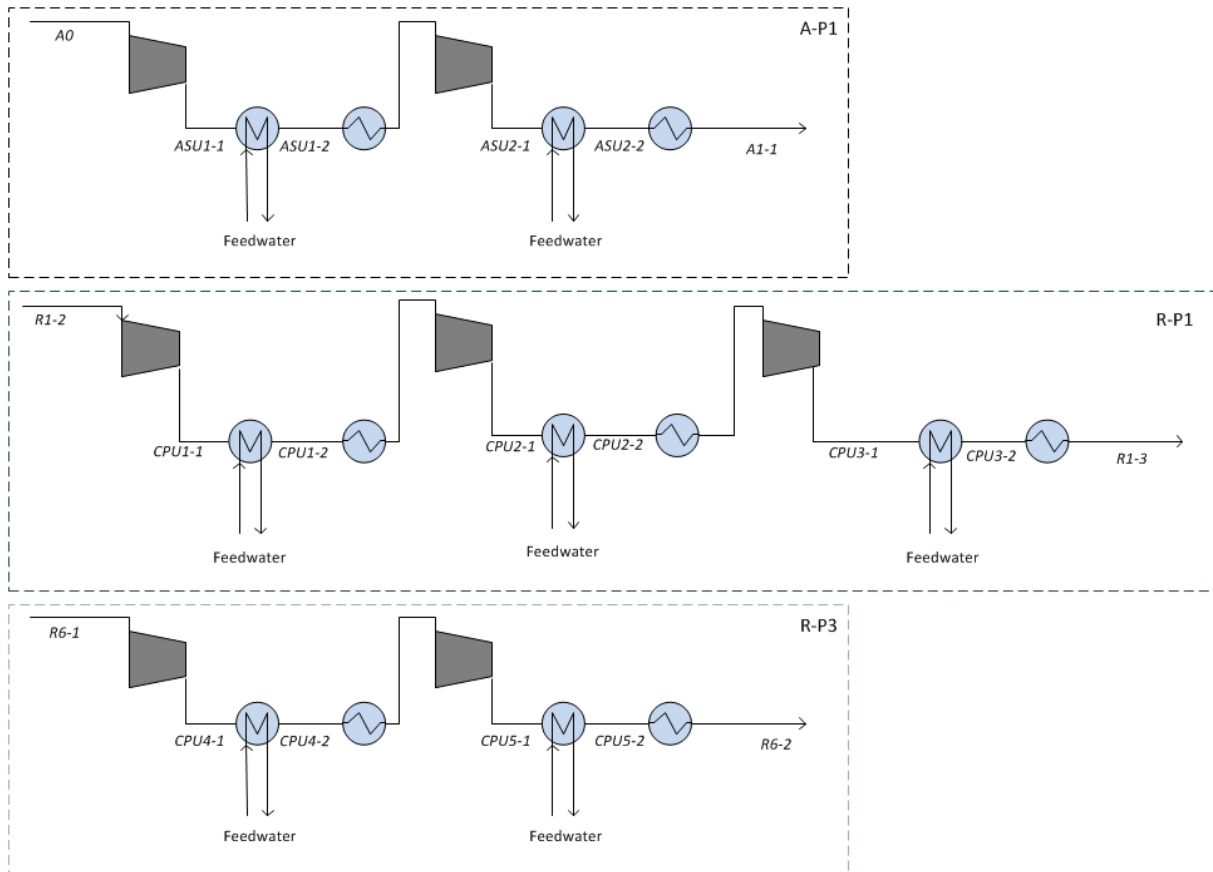 A0
A-P1
ASU1-1
ASU1-2
ASU2-1
ASU2-2
A1-1
Feedwater
Feedwater
R1-2
R-P1
CPU1-1
CPU1-2
CPU2-1
CPU2-2
CPU3-1
CPU3-2
R1-3
Feedwater
Feedwater
Feedwater
R6-1
R-P3
CPU4-1
CPU4-2
CPU5-1
CPU5-2
R6-2
Feedwater
Feedwater